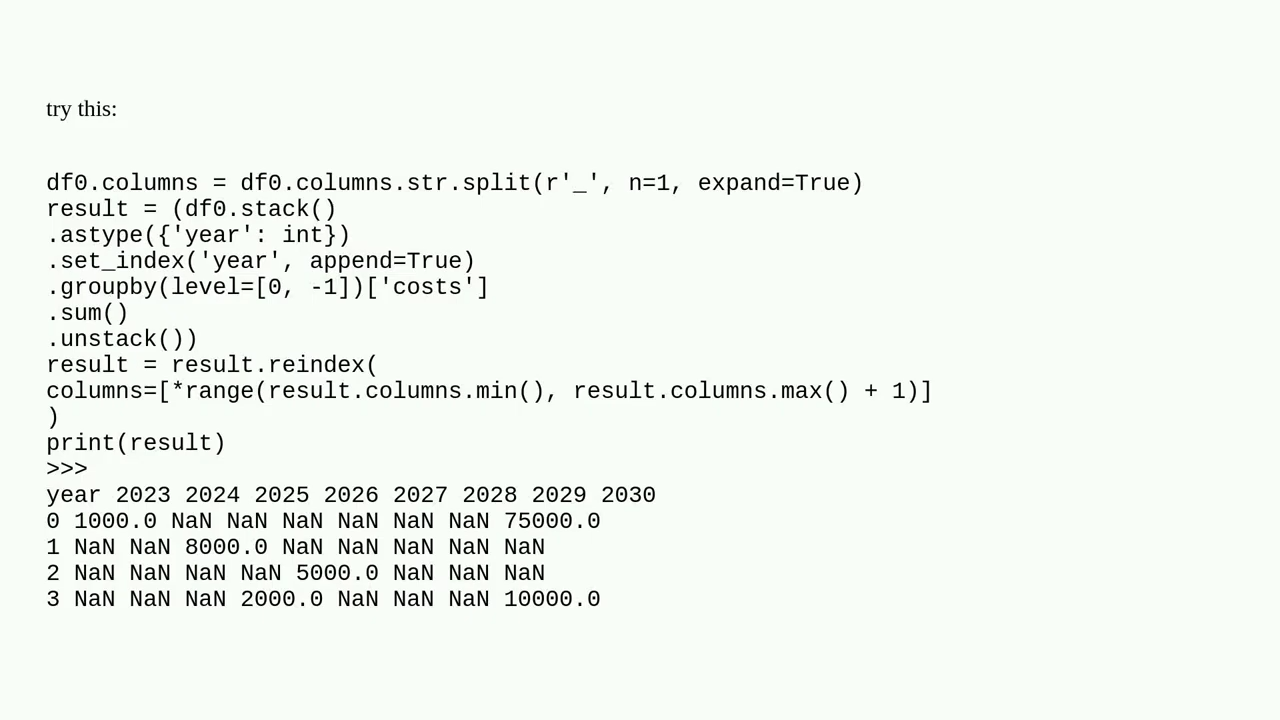 try this:
df0.columns = df0.columns.str.split(r'_', n=1, expand=True)
result = (df0.stack()
.astype({'year': int})
.set_index('year', append=True)
.groupby(level=[0, -1])['costs']
.sum()
.unstack())
result = result.reindex(
columns=[*range(result.columns.min(), result.columns.max() + 1)]
)
print(result)
>>>
year 2023 2024 2025 2026 2027 2028 2029 2030
0 1000.0 NaN NaN NaN NaN NaN NaN 75000.0
1 NaN NaN 8000.0 NaN NaN NaN NaN NaN
2 NaN NaN NaN NaN 5000.0 NaN NaN NaN
3 NaN NaN NaN 2000.0 NaN NaN NaN 10000.0